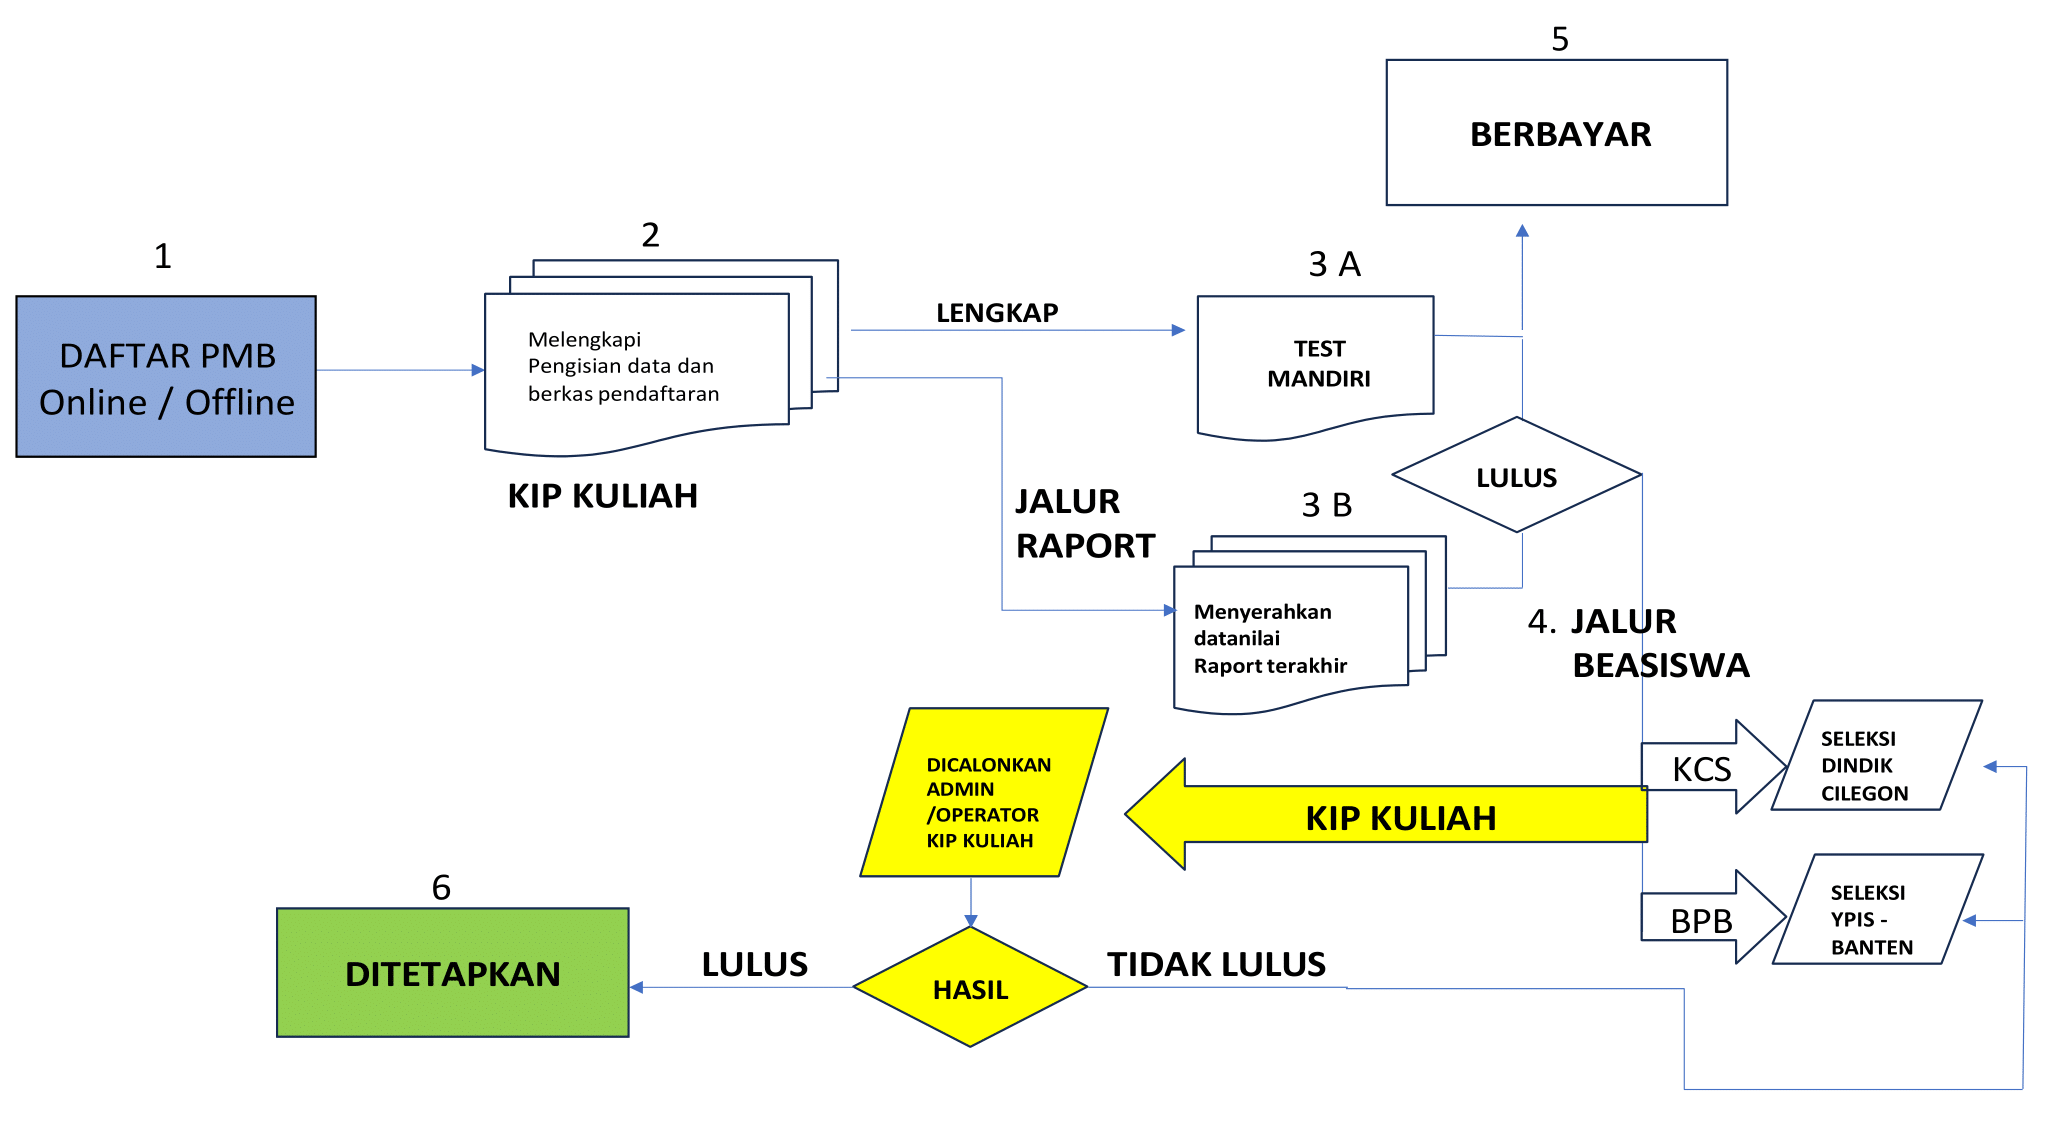 5
BERBAYAR
1
DAFTAR PMB
Online / Offline
2
Melengkapi
Pengisian data dan
berkas pendaftaran
KIP KULIAH
LENGKAP
3 A
TEST
MANDIRI
LULUS
JALUR
RAPORT
3 B
Menyerahkan
datanilai
Raport terakhir
4. JALUR
BEASISWA
KCS
SELEKSI
DINDIK
CILEGON
KIP KULIAH
DICALONKAN
ADMIN
/OPERATOR
KIP KULIAH
BPB
SELEKSI
YPIS -
BANTEN
6
DITETAPKAN
LULUS
HASIL
TIDAK LULUS